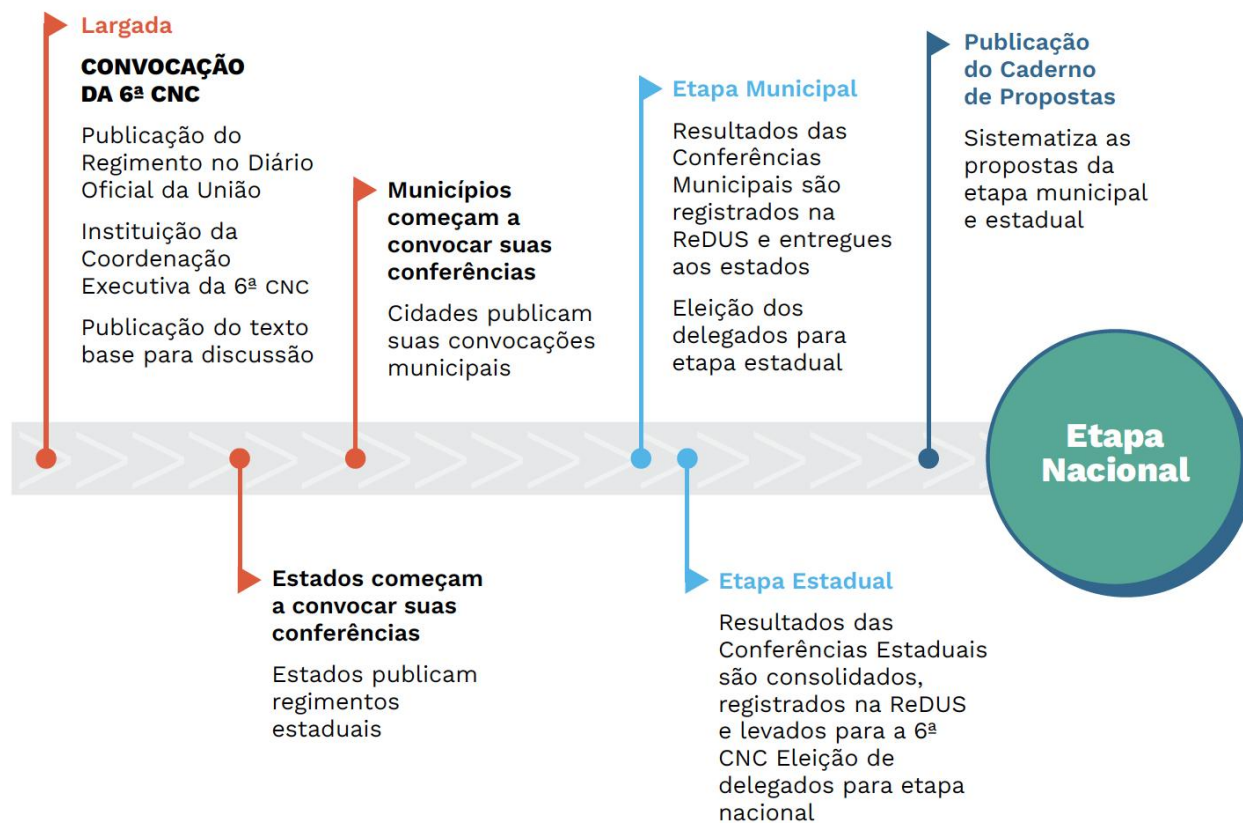 Largada
CONVOCAÇÃO
DA 6ª CNC
Publicação do
Regimento no Diário
Oficial da União
Instituição da
Coordenação
Executiva da 6ª CNC
Publicação do texto
base para discussão
Estados começam
a convocar suas
conferências
Estados publicam
regimentos
estaduais
Municípios
começam a
convocar suas
conferências
Cidades publicam
suas convocações
municipais
Etapa Municipal
Resultados das
Conferências
Municipais são
registrados na
ReDUS e entregues
aos estados
Eleição dos
delegados para
etapa estadual
Etapa Estadual
Resultados das
Conferências Estaduais
são consolidados,
registrados na ReDUS
e levados para a 6ª
CNC Eleição de
delegados para etapa
nacional
Publicação
do Caderno
de Propostas
Sistematiza as
propostas da
etapa municipal
e estadual
Etapa
Nacional